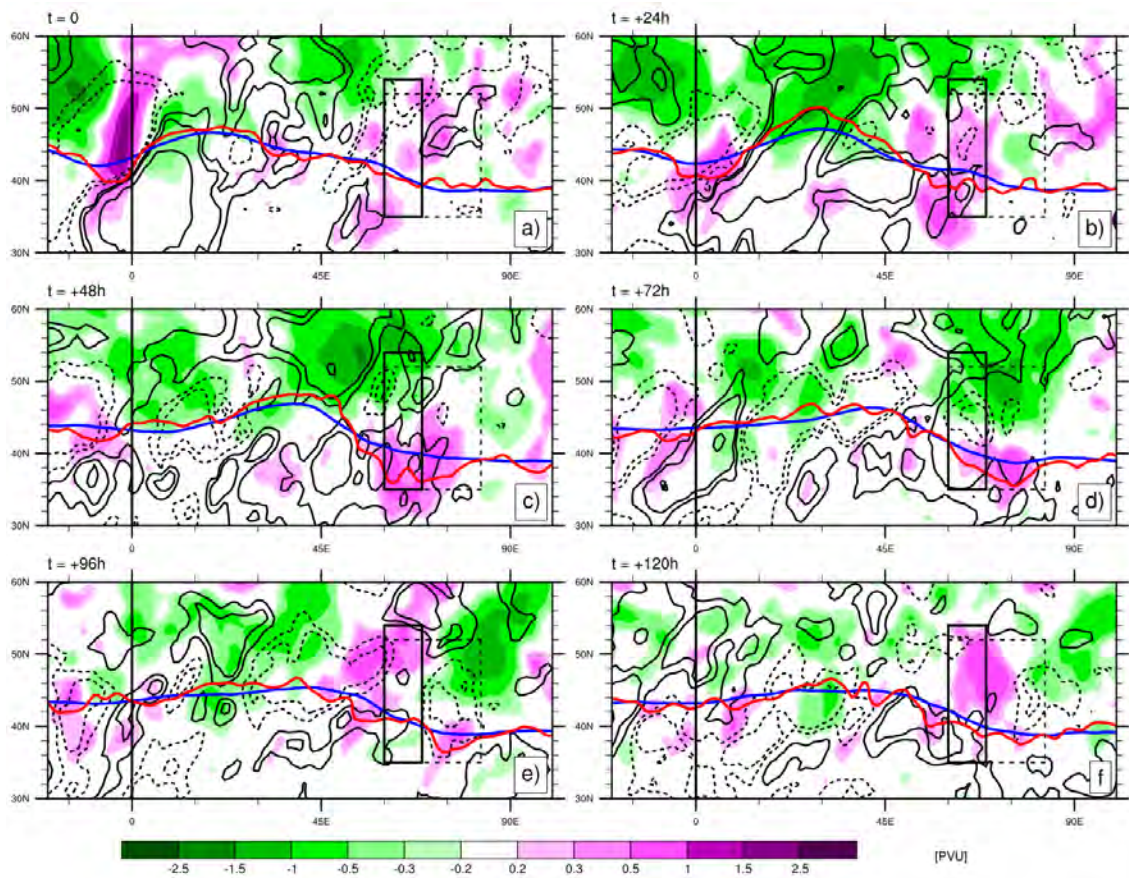 t = 0
t = +24h
60N
50N
40N
30N
a)
0
45E
90E
60N
50N
40N
30N
b)
0
45E
90E
t = +48h
t = +72h
60N
50N
40N
30N
c)
0
45E
90E
60N
50N
40N
30N
d)
0
45E
90E
t = +96h
t = +120h
60N
50N
40N
30N
e)
0
45E
90E
60N
50N
40N
30N
f
0
45E
90E
-2.5 -1.5 -1 -0.5 -0.3 -0.2 0.2 0.3 0.5 1 1.5 2.5 [PVU]